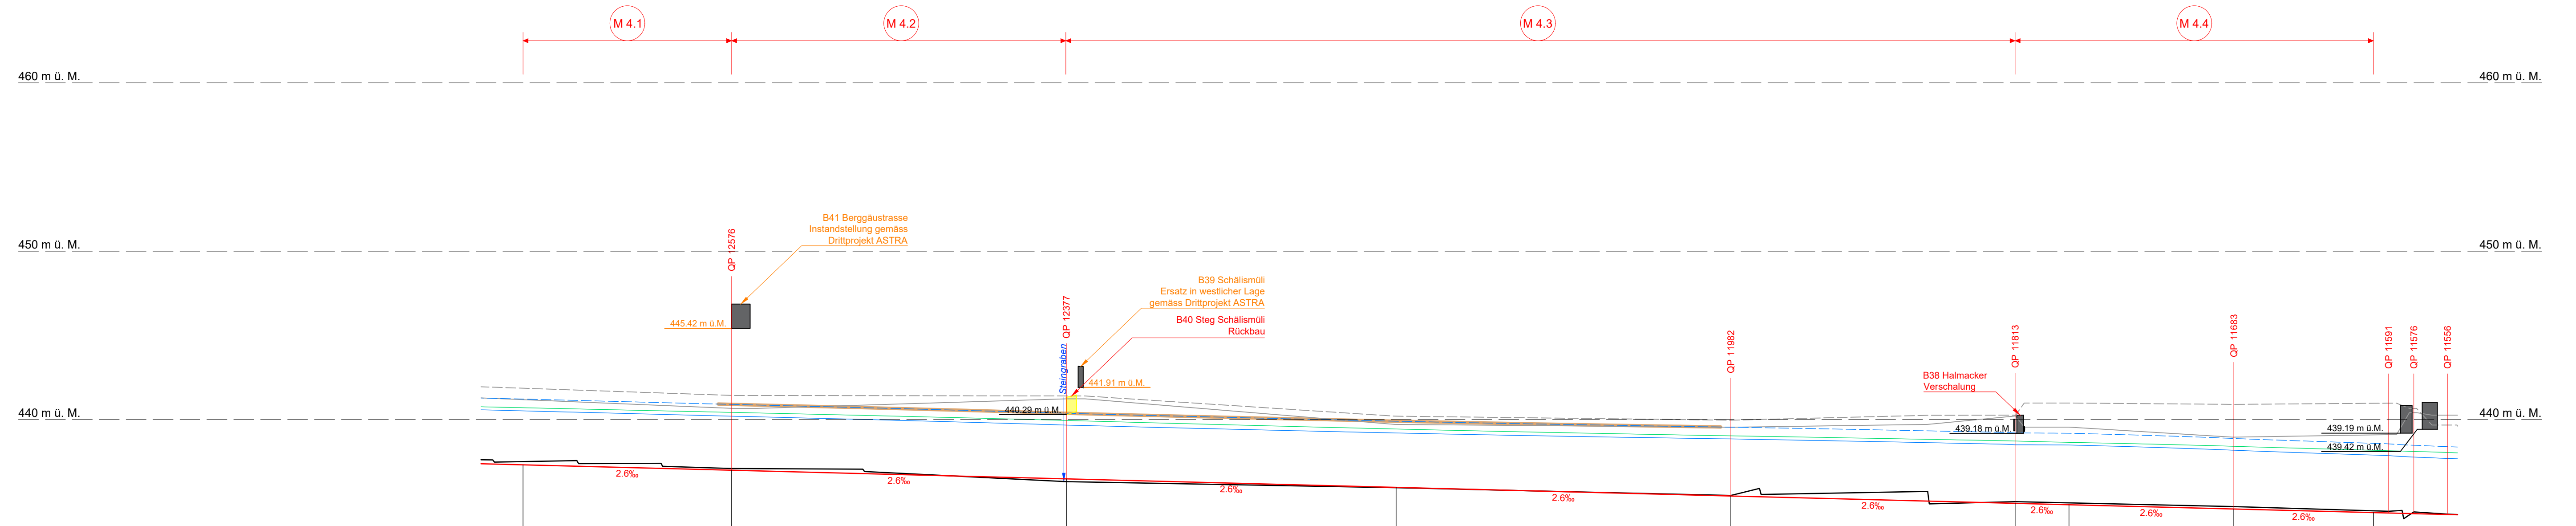 M 4.1
M 4.2
M 4.3
M 4.4
460 m ü. M.
460 m ü. M.
450 m ü. M.
450 m ü. M.
440 m ü. M.
440 m ü. M.
B41 Berggäustrasse
Instandstellung gemäss
Drittprojekt ASTRA
QP 12576
445.42 m ü.M.
B39 Schälismüli
Ersatz in westlicher Lage
gemäss Drittprojekt ASTRA
B40 Steg Schälismüli
Rückbau
QP 12377
Steingraben
441.91 m ü.M.
440.29 m ü.M.
QP 11982
B38 Halmacker
Verschalung
QP 11813
439.18 m ü.M.
QP 11683
QP 11591
QP 11576
QP 11556
439.19 m ü.M.
439.42 m ü.M.
2.6‰
2.6‰
2.6‰
2.6‰
2.6‰
2.6‰
2.6‰
2.6‰